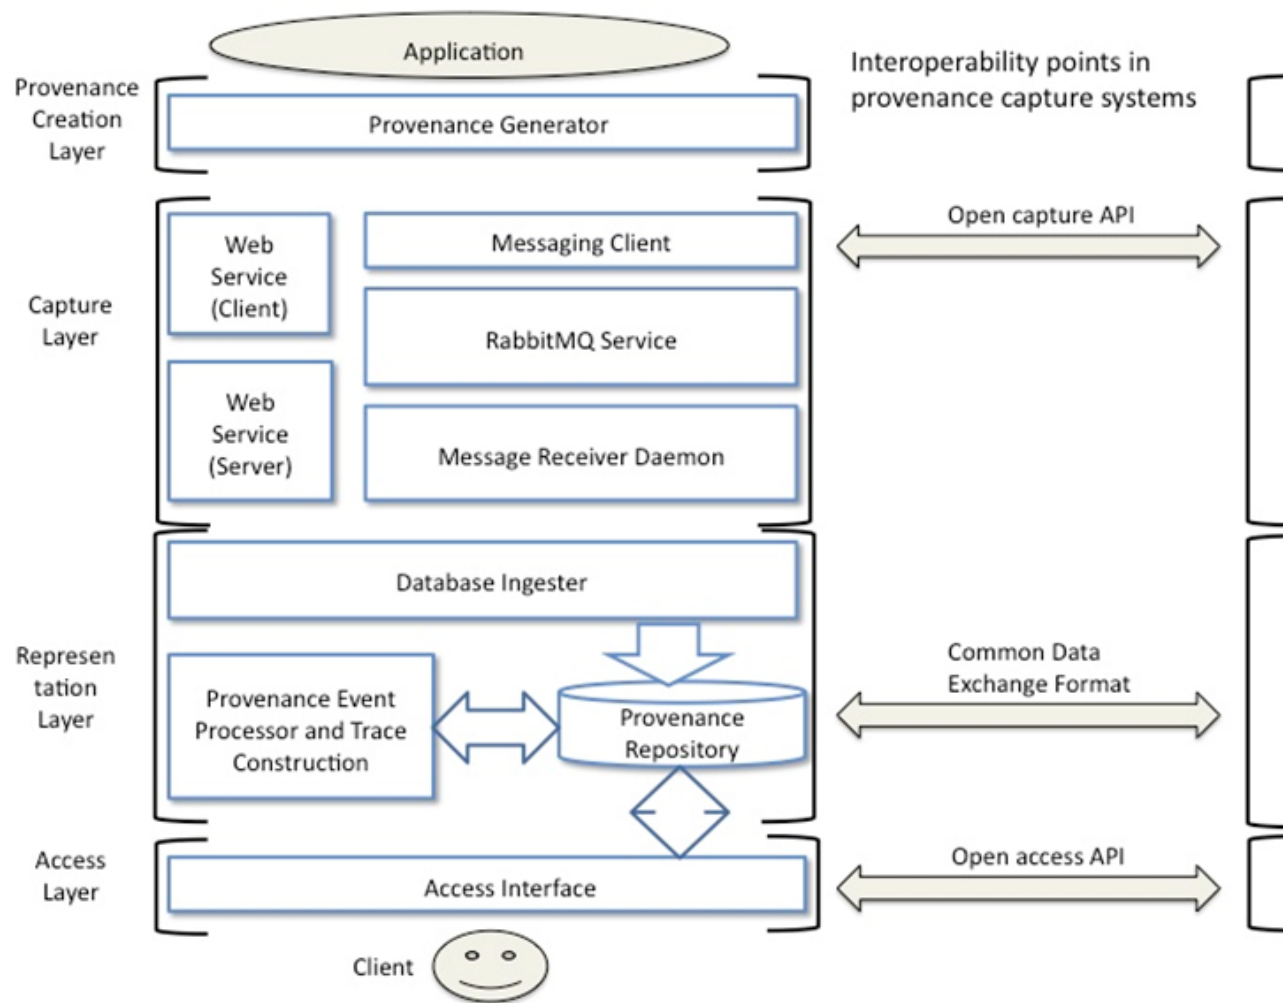 Application
Interoperability points in
provenance capture systems
Provenance
Creation
Layer
Provenance Generator
Capture
Layer
Web
Service
(Client)
Messaging Client
Open capture API
RabbitMQ Service
Web
Service
(Server)
Message Receiver Daemon
Represen
tation
Layer
Database Ingester
Provenance Event
Processor and Trace
Construction
Provenance
Repository
Common Data
Exchange Format
Access
Layer
Access Interface
Open access API
Client